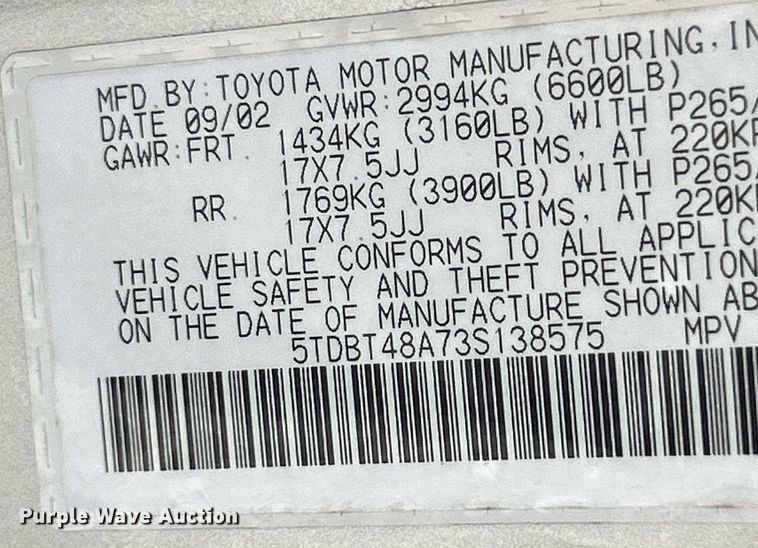 MFD.BY:TOYOTA MOTOR MANUFACTURING,IN
DATE 09/02 GVWR:2994KG (6600LB)
GAWR:FRT. 1434KG (3160LB) WITH P265/
17X7.5JJ RIMS, AT 220KP
RR. 1769KG (3900LB) WITH P265/
17X7.5JJ RIMS, AT 220KP
THIS VEHICLE CONFORMS TO ALL APPLIC
VEHICLE SAFETY AND THEFT PREVENTION
ON THE DATE OF MANUFACTURE SHOWN AB
5TDBT48A73S138575 MPV
Purple Wave Auction